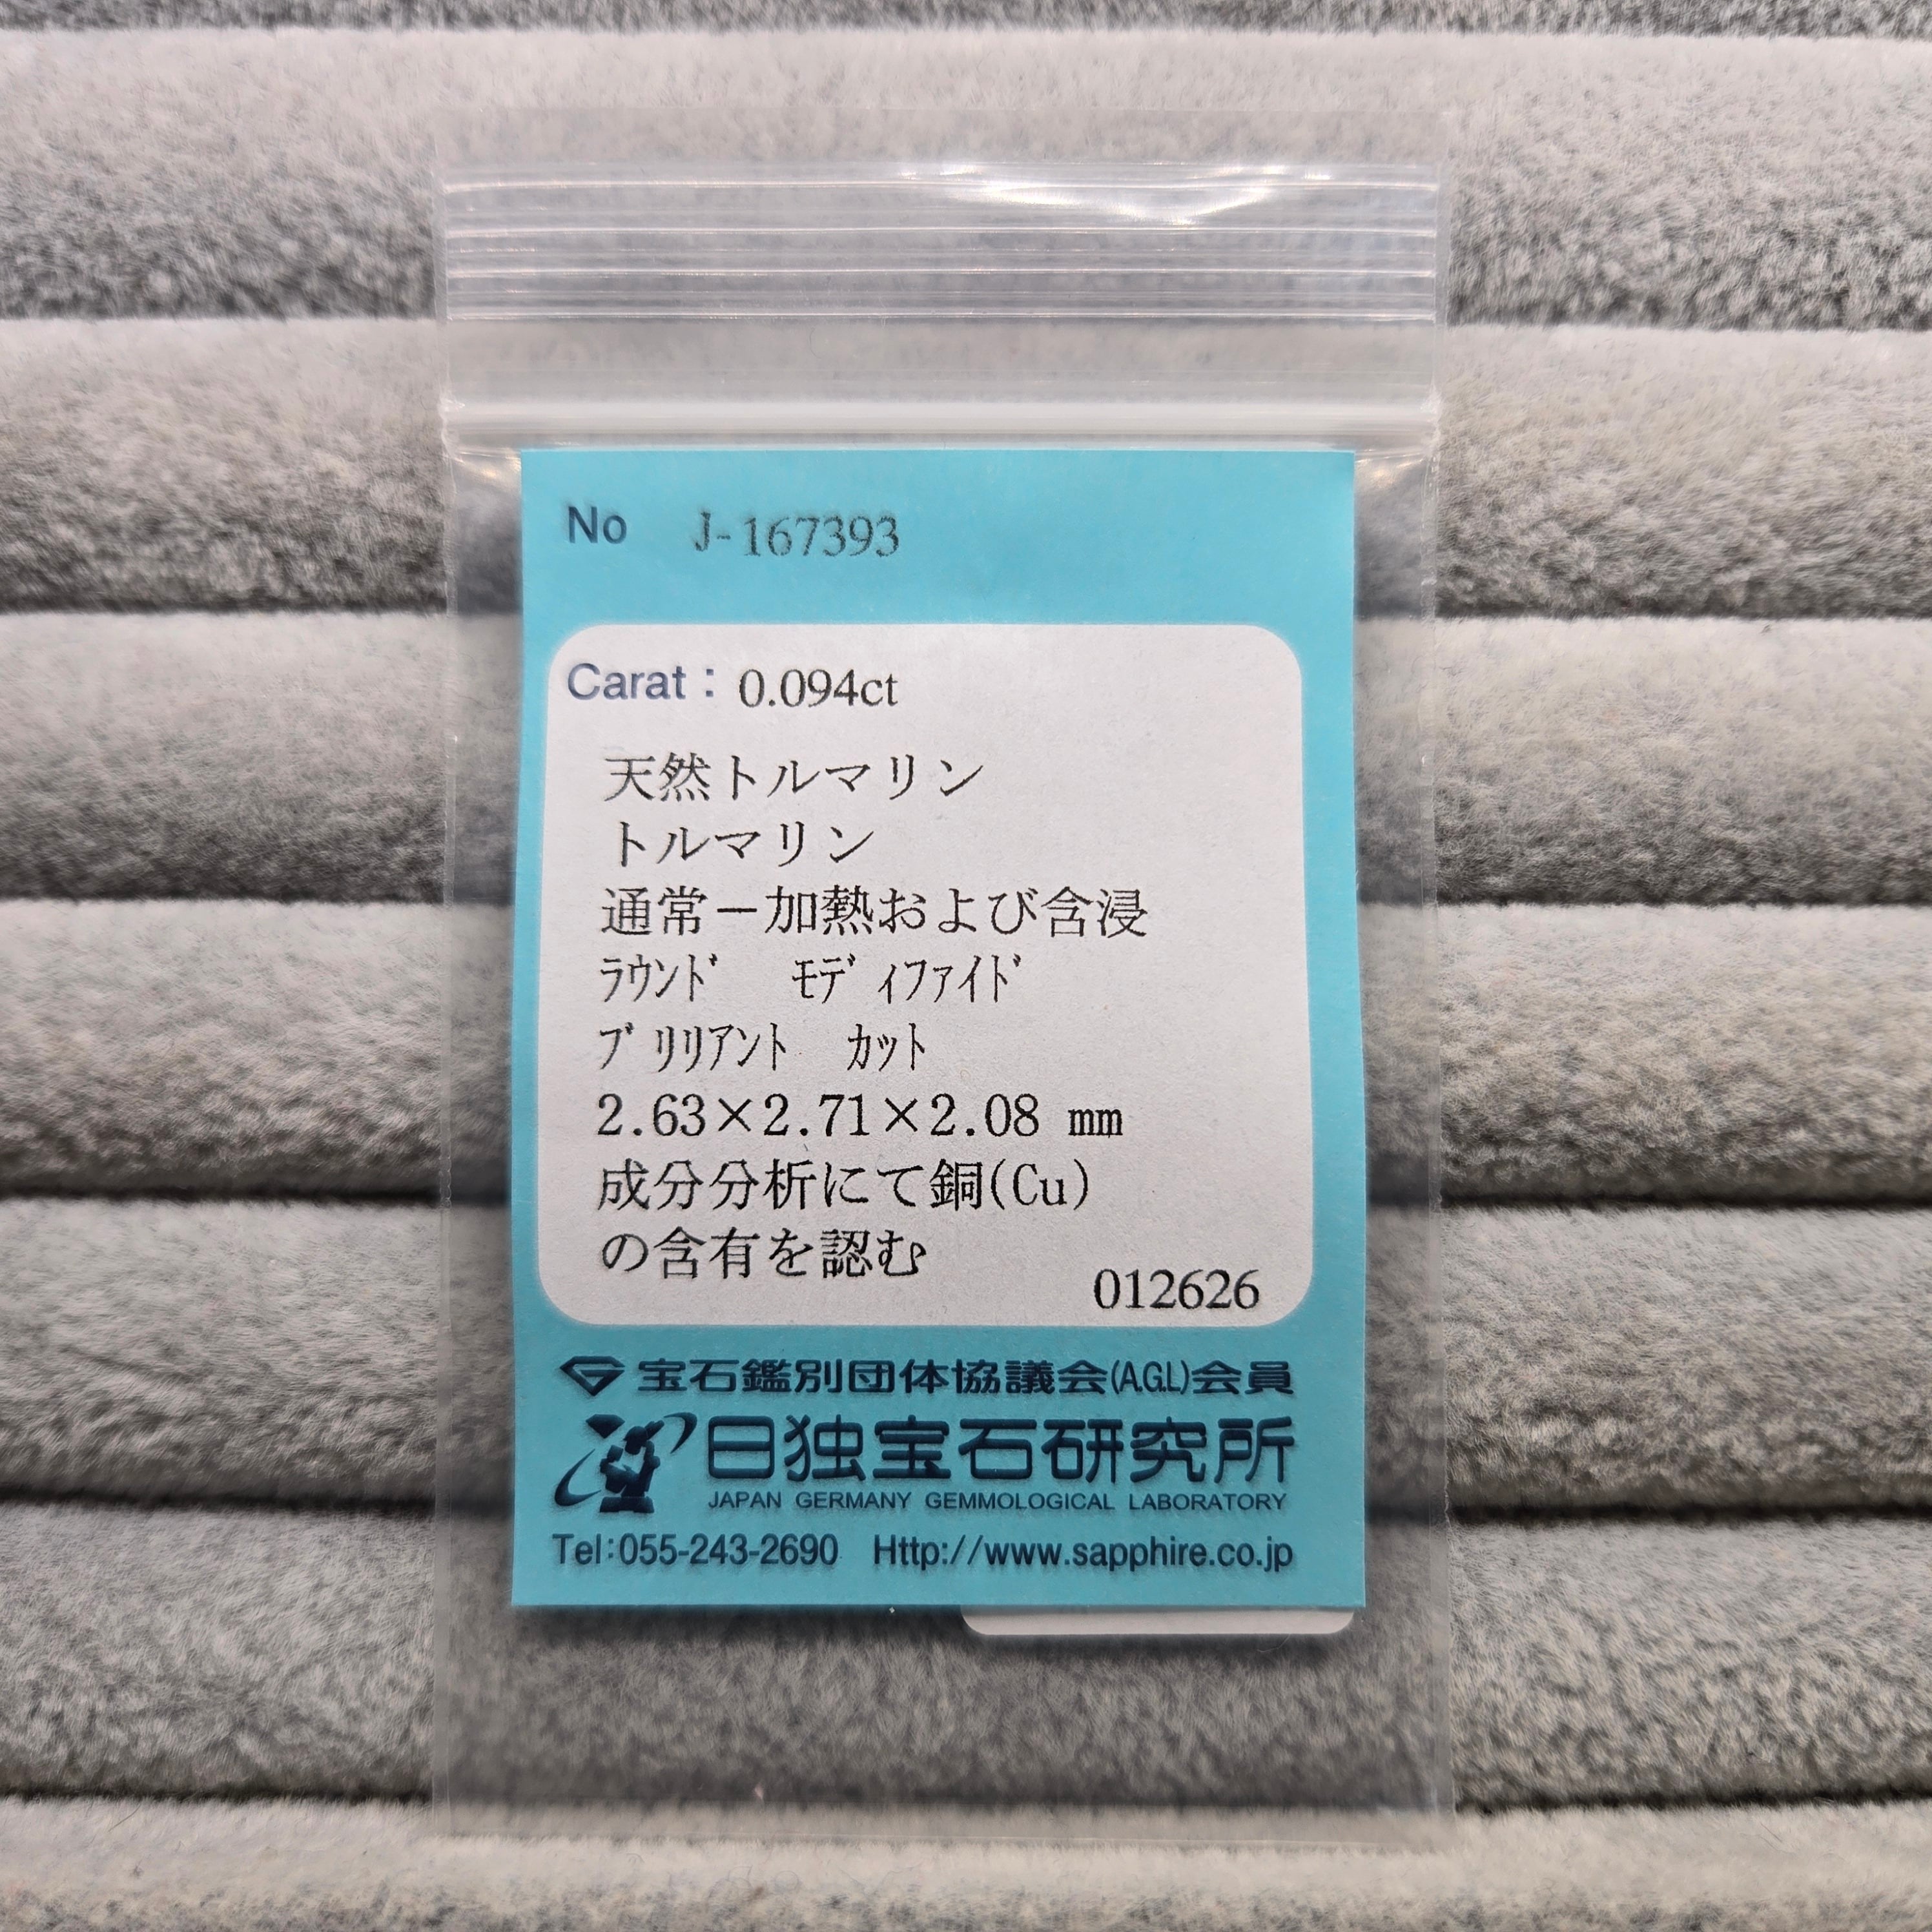 No J-167393
Carat： 0.094ct
天然トルマリン
トルマリン
通常－加熱および含浸
ﾗｳﾝﾄﾞ ﾓﾃﾞｨﾌｧｲﾄﾞ
ﾌﾞﾘﾘｱﾝﾄ ｶｯﾄ
2.63×2.71×2.08 mm
成分分析にて銅(Cu)
の含有を認む
012626
宝石鑑別団体協議会(A.G.L)会員
日独宝石研究所
JAPAN GERMANY GEMMOLOGICAL LABORATORY
Tel:055-243-2690 Http://www.sapphire.co.jp